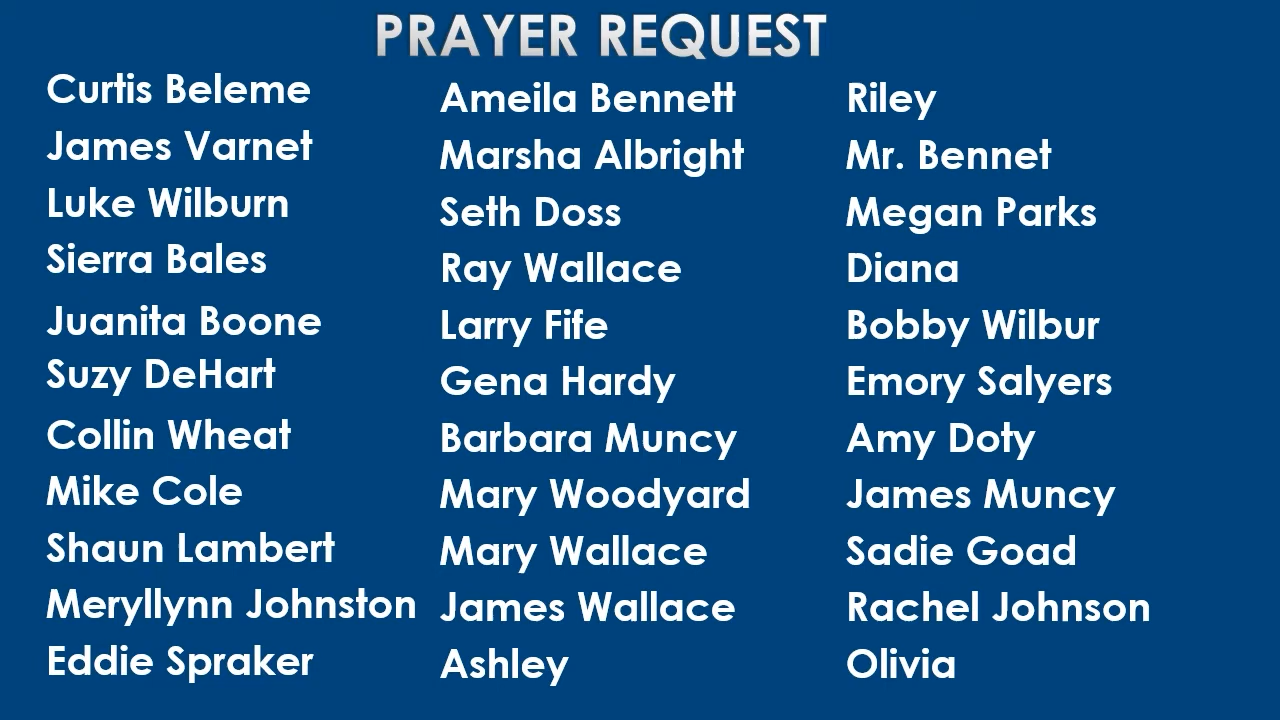 PRAYER REQUEST
Curtis Beleme
James Varnet
Luke Wilburn
Sierra Bales
Juanita Boone
Suzy DeHart
Collin Wheat
Mike Cole
Shaun Lambert
Meryllynn Johnston
Eddie Spraker
Ameila Bennett
Marsha Albright
Seth Doss
Ray Wallace
Larry Fife
Gena Hardy
Barbara Muncy
Mary Woodyard
Mary Wallace
James Wallace
Ashley
Riley
Mr. Bennet
Megan Parks
Diana
Bobby Wilbur
Emory Salyers
Amy Doty
James Muncy
Sadie Goad
Rachel Johnson
Olivia